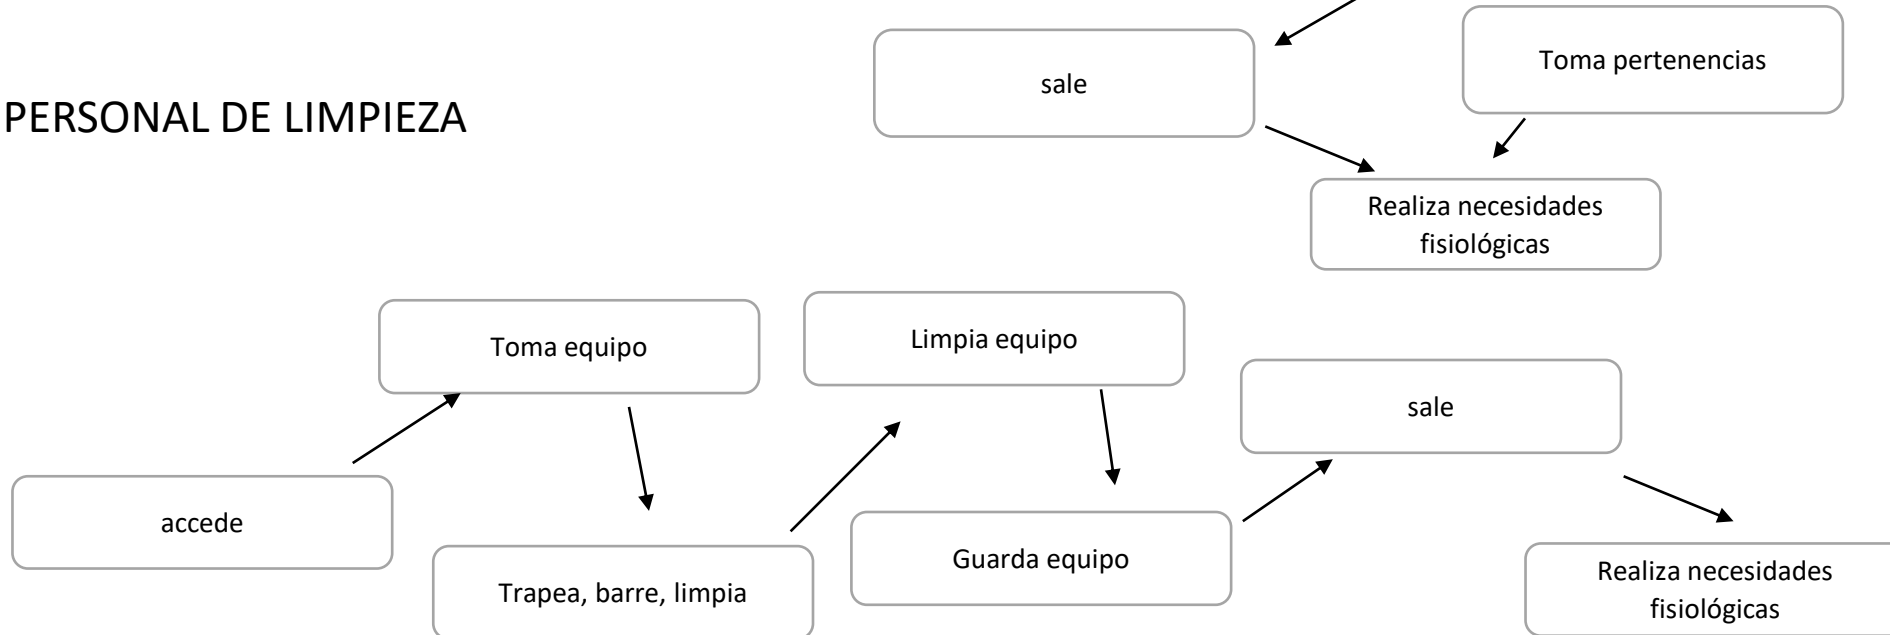 Toma pertenencias
sale
PERSONAL DE LIMPIEZA
Realiza necesidades
fisiológicas
Toma equipo
Limpia equipo
sale
accede
Trapea, barre, limpia
Guarda equipo
Realiza necesidades
fisiológicas